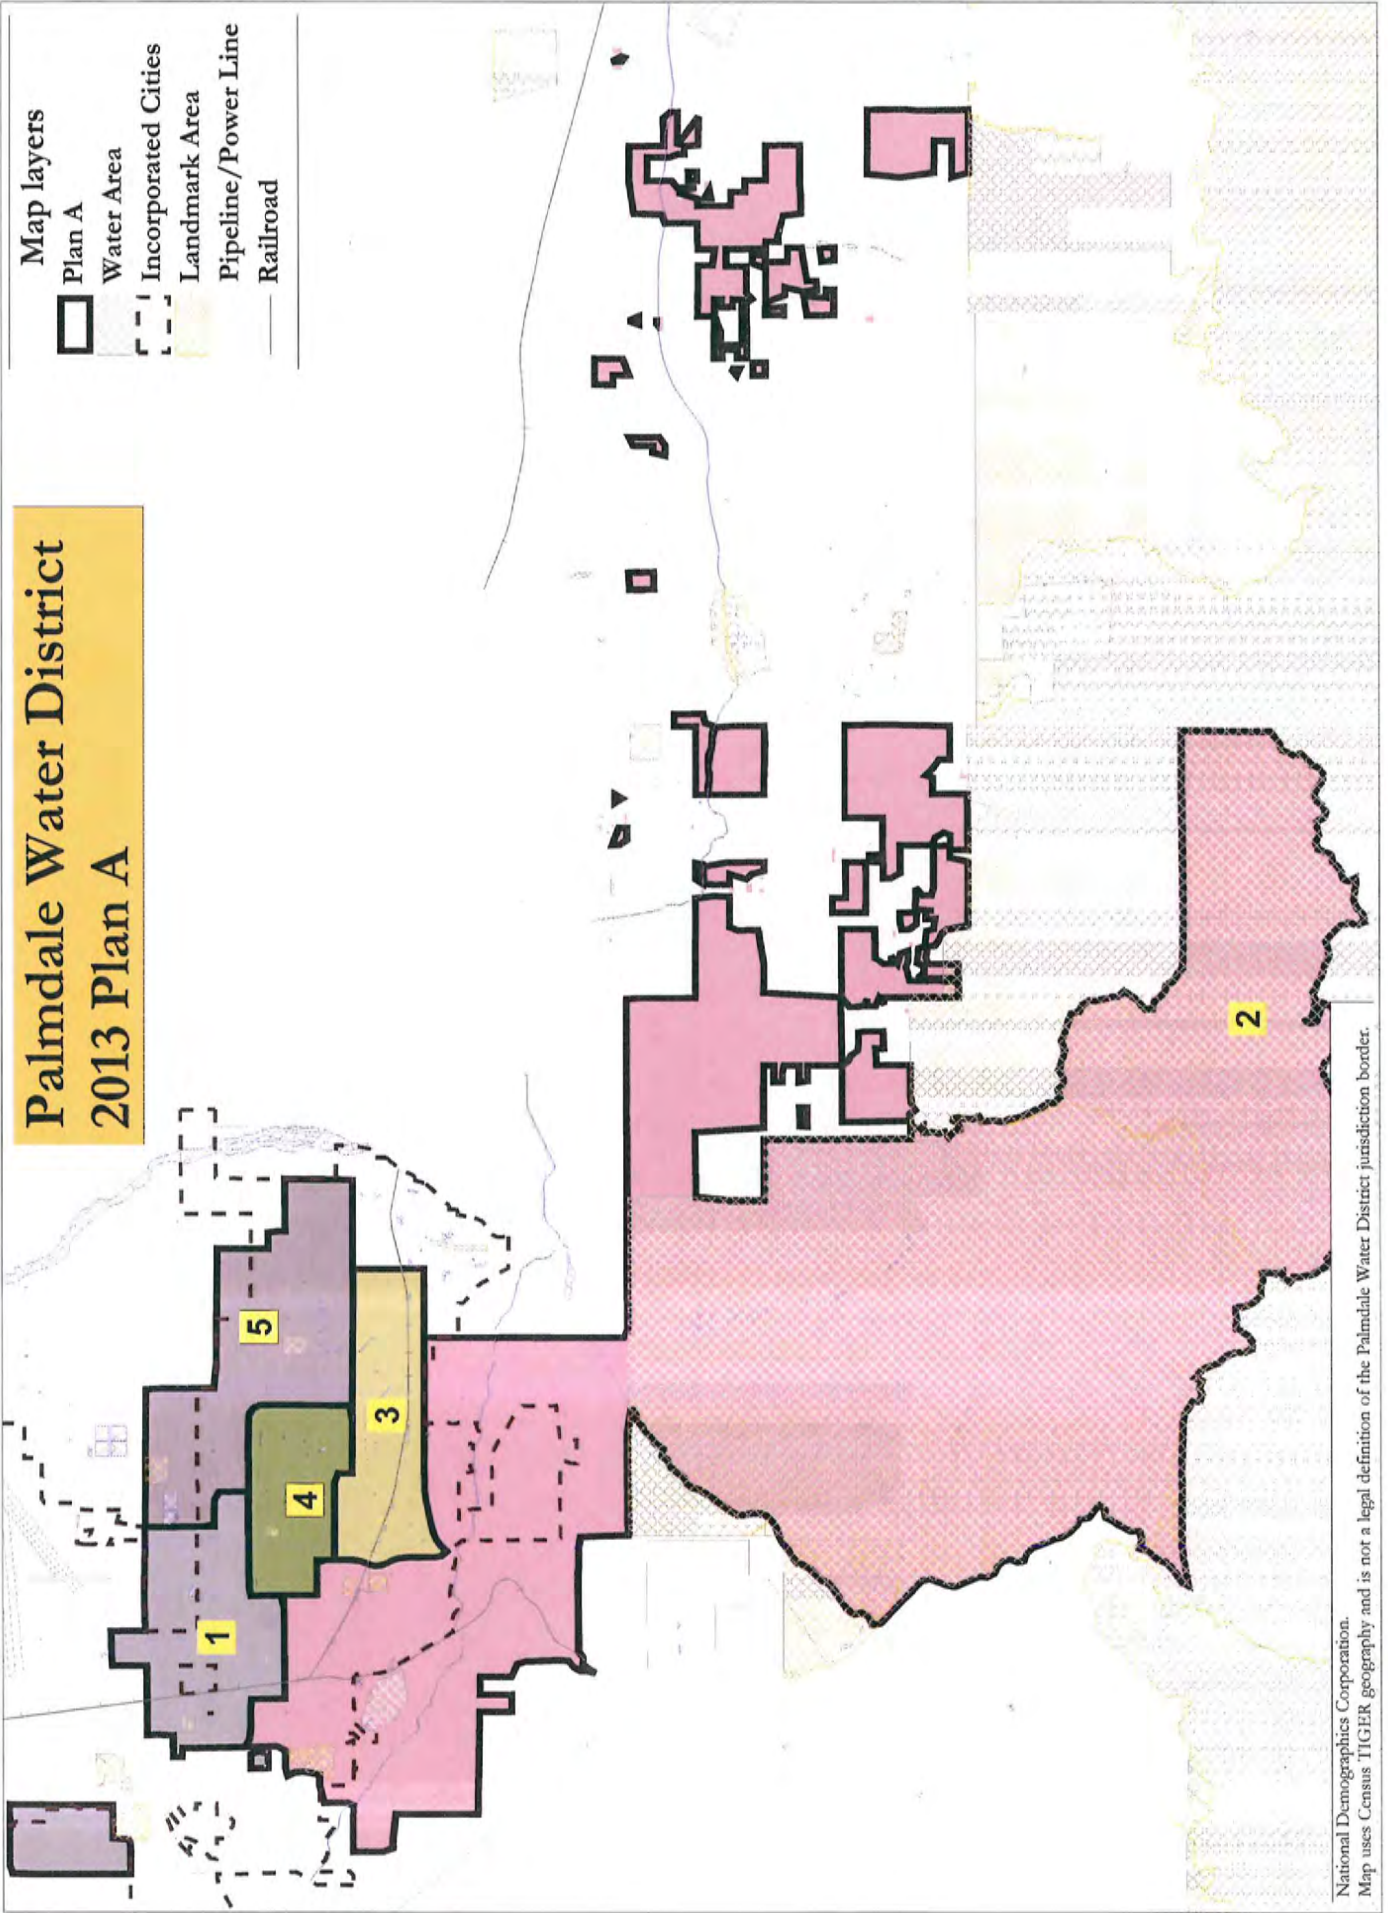 Palmdale Water District
2013 Plan A
Map layers
Plan A
Water Area
Incorporated Cities
Landmark Area
Pipeline/Power Line
Railroad
1
5
4
3
2
National Demographics Corporation.
Map uses Census TIGER geography and is not a legal definition of the Palmdale Water District jurisdiction border.